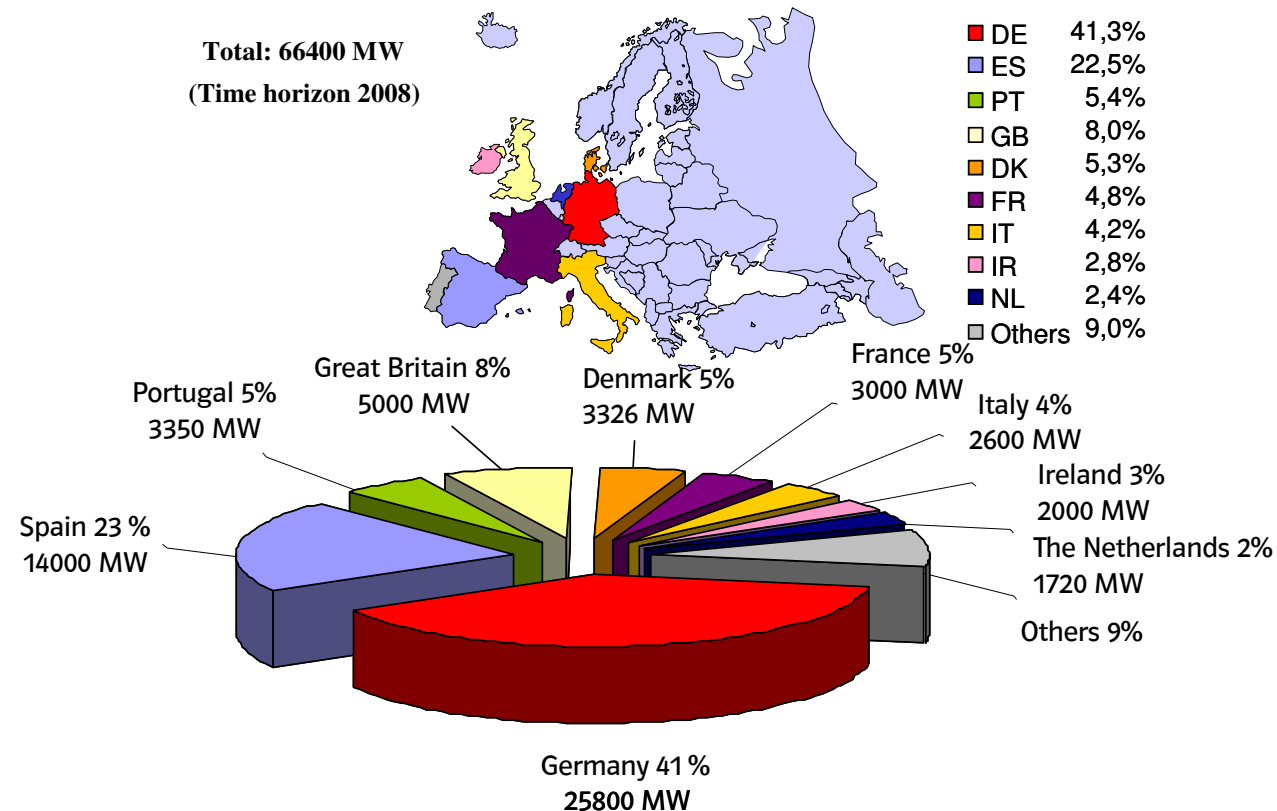 Total: 66400 MW
(Time horizon 2008)
DE 41,3%
ES 22,5%
PT 5,4%
GB 8,0%
DK 5,3%
FR 4,8%
IT 4,2%
IR 2,8%
NL 2,4%
Others 9,0%
Great Britain 8%
5000 MW
Portugal 5%
3350 MW
Denmark 5%
3326 MW
France 5%
3000 MW
Italy 4%
2600 MW
Ireland 3%
2000 MW
Spain 23 %
14000 MW
The Netherlands 2%
1720 MW
Others 9%
Germany 41 %
25800 MW